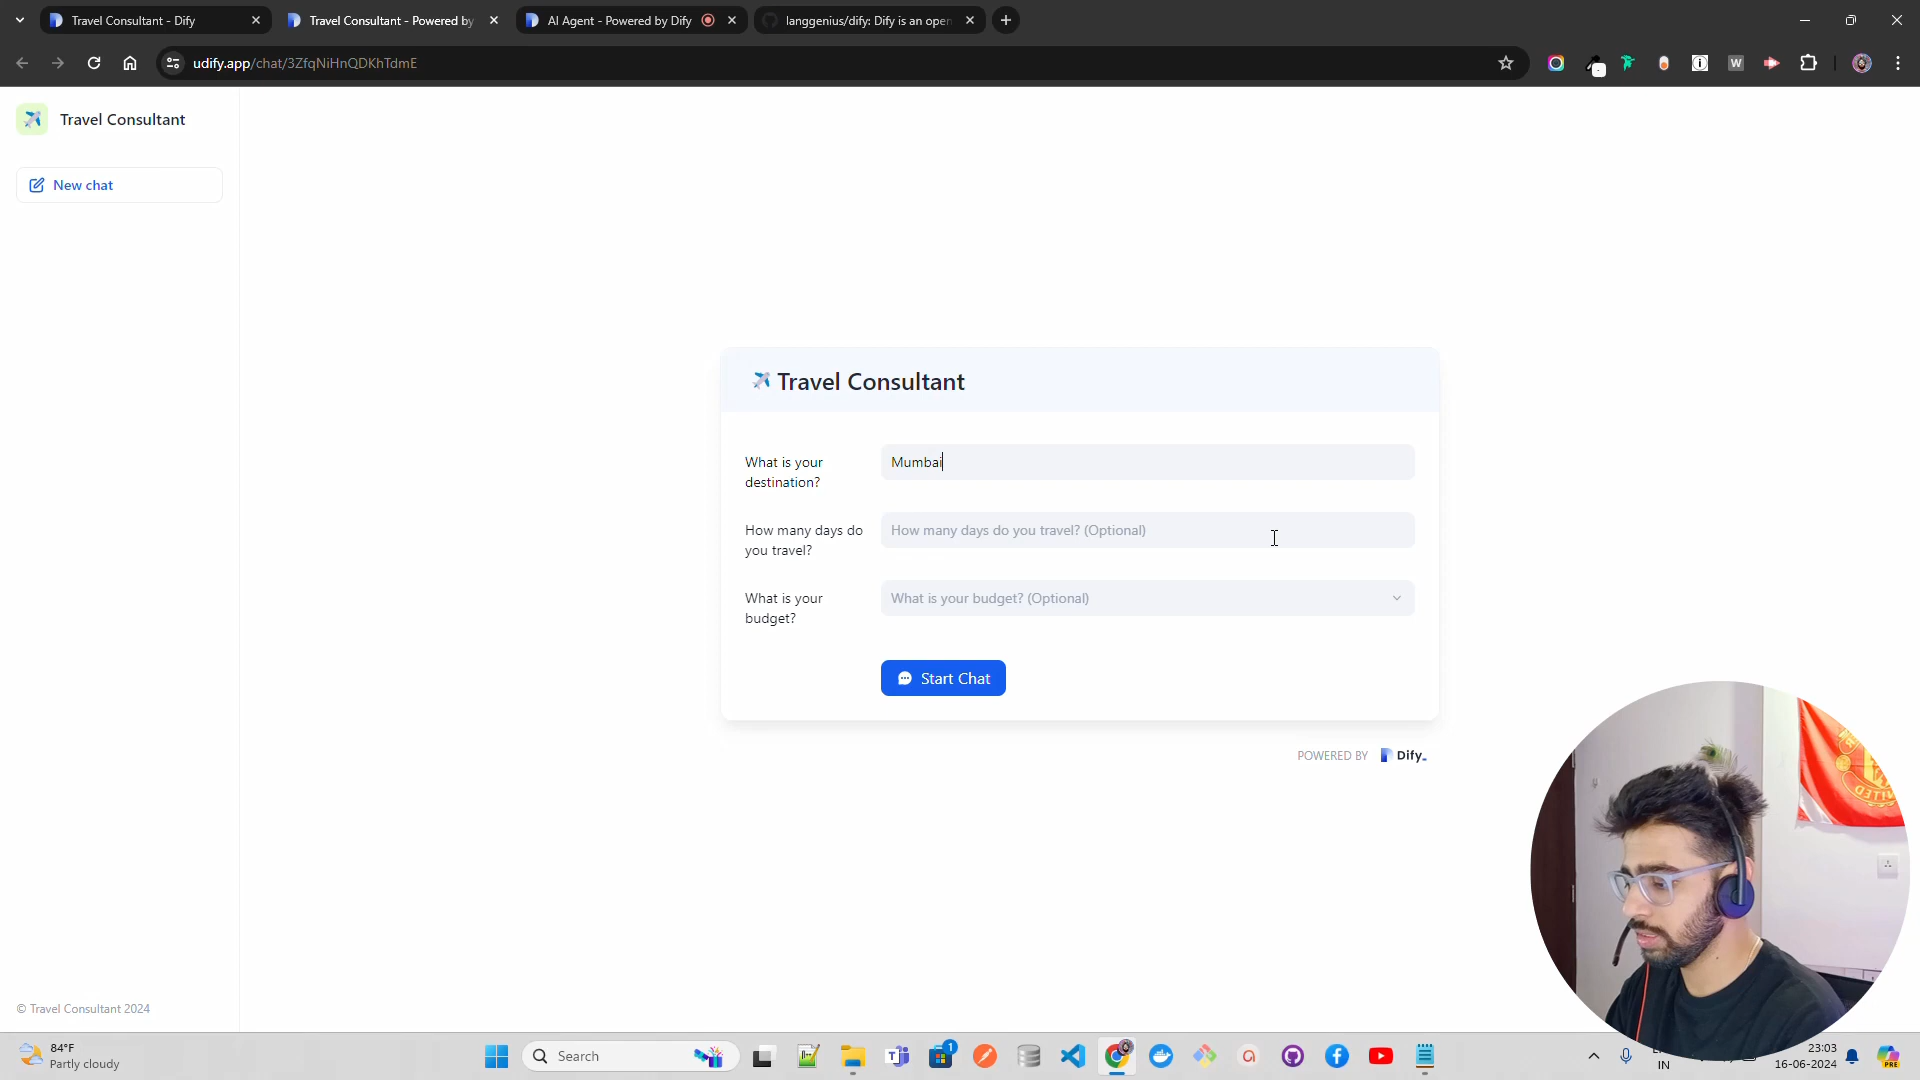 Travel Consultant - Dify
Travel Consultant - Powered by
AI Agent - Powered by Dify
langgenius/dify: Dify is an open
udify.app/chat/3ZfqNiHnQDKhTdmE
Travel Consultant
New chat
Travel Consultant
What is your
destination?
Mumbai
How many days do
you travel?
How many days do you travel? (Optional)
What is your
budget?
What is your budget? (Optional)
Start Chat
POWERED BY Dify.
UNITED
© Travel Consultant 2024
84°F
Partly cloudy
Search
1
IN
23:03
16-06-2024
PRE